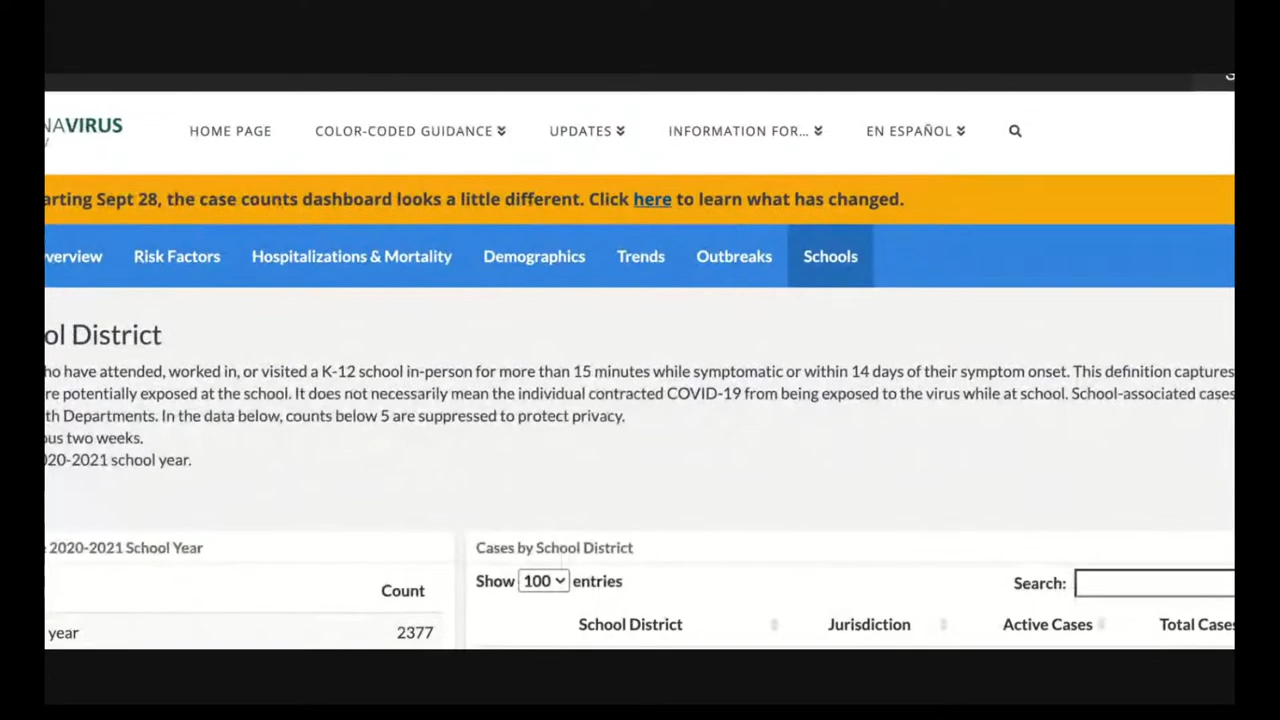 NAVIRUS
HOME PAGE COLOR-CODED GUIDANCE UPDATES INFORMATION FOR... EN ESPAÑOL
arting Sept 28, the case counts dashboard looks a little different. Click here to learn what has changed.
verview Risk Factors Hospitalizations & Mortality Demographics Trends Outbreaks Schools
ol District
ho have attended, worked in, or visited a K-12 school in-person for more than 15 minutes while symptomatic or within 14 days of their symptom onset. This definition captures
re potentially exposed at the school. It does not necessarily mean the individual contracted COVID-19 from being exposed to the virus while at school. School-associated cases
th Departments. In the data below, counts below 5 are suppressed to protect privacy.
ous two weeks.
020-2021 school year.
2020-2021 School Year
Cases by School District
Show 100 entries
Search:
Count
School District Jurisdiction Active Cases Total Cases
year 2377